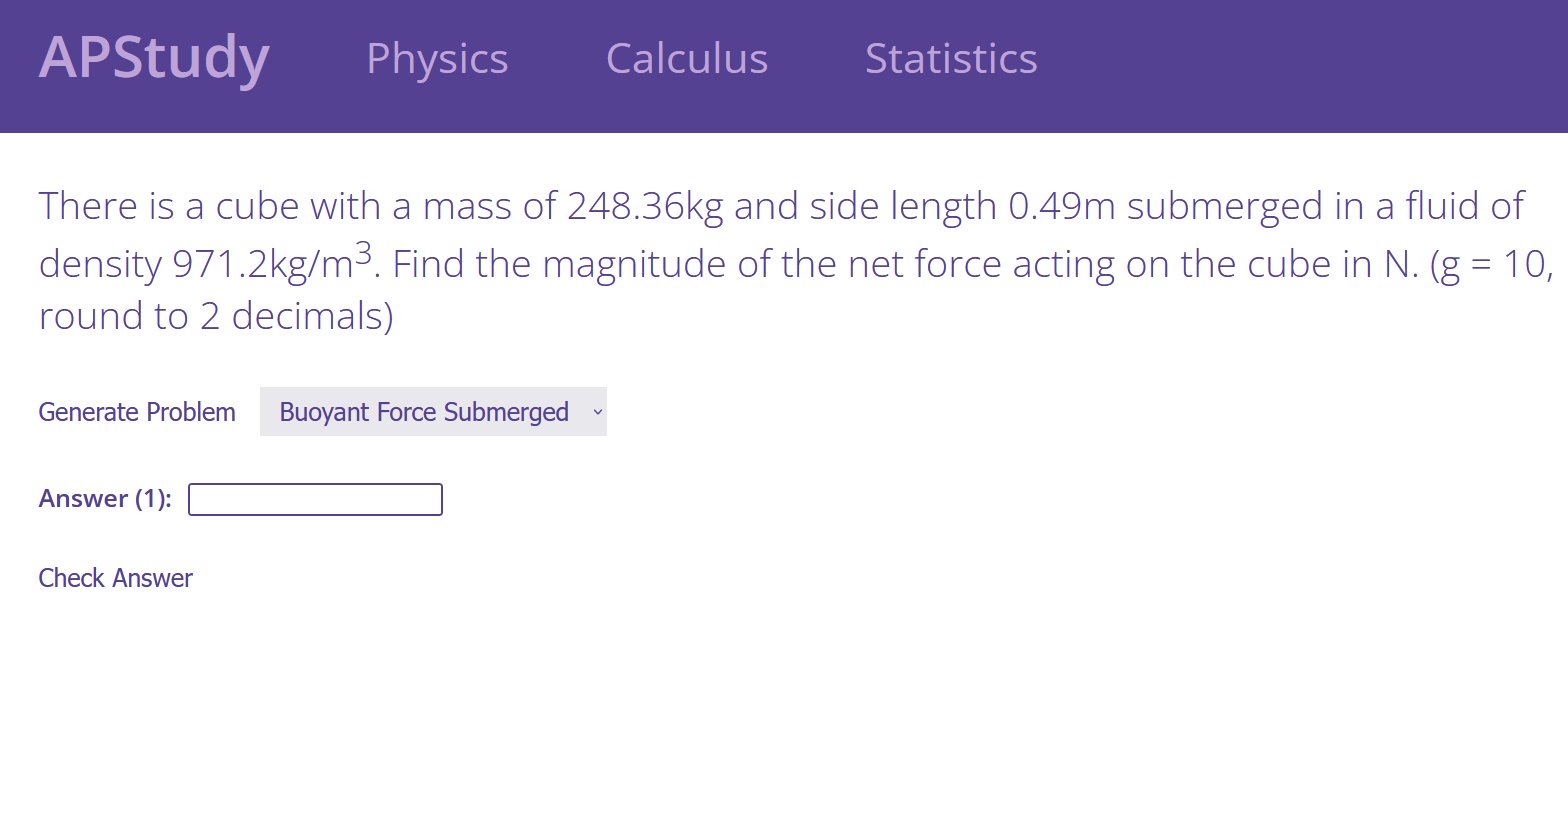 APStudy Physics Calculus Statistics
There is a cube with a mass of 248.36kg and side length 0.49m submerged in a fluid of
density 971.2kg/m³. Find the magnitude of the net force acting on the cube in N. (g = 10,
round to 2 decimals)
Generate Problem Buoyant Force Submerged
Answer (1):
Check Answer